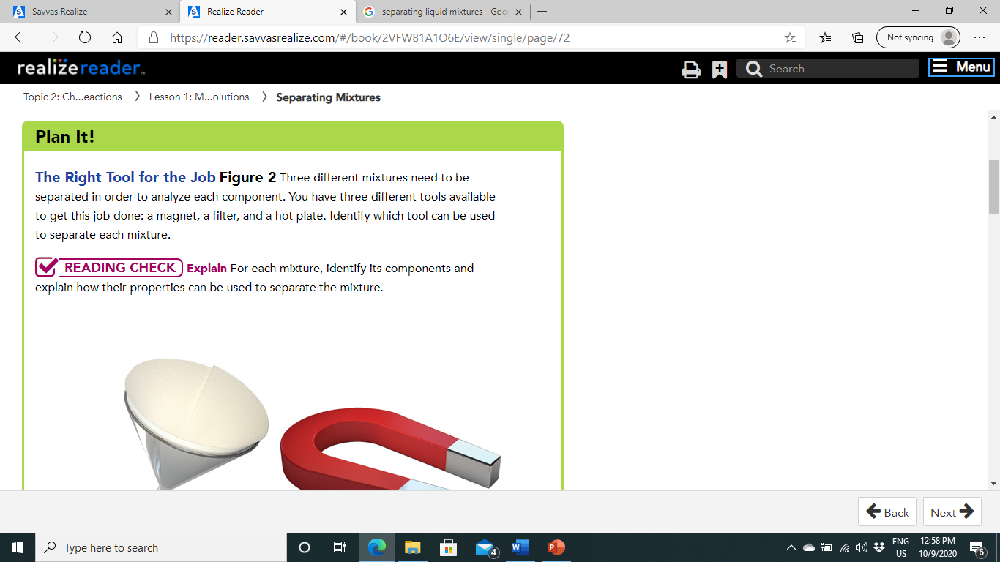 Savvas Realize
Realize Reader
separating liquid mixtures - Goo
https://reader.savvasrealize.com/#/book/2VFW81A1O6E/view/single/page/72
Not syncing
realize reader™
Search
Menu
Topic 2: Ch...eactions
Lesson 1: M...olutions
Separating Mixtures
Plan It!
The Right Tool for the Job Figure 2 Three different mixtures need to be
separated in order to analyze each component. You have three different tools available
to get this job done: a magnet, a filter, and a hot plate. Identify which tool can be used
to separate each mixture.
READING CHECK Explain For each mixture, identify its components and
explain how their properties can be used to separate the mixture.
Back
Next
Type here to search
4
ENG
US
12:58 PM
10/9/2020
6